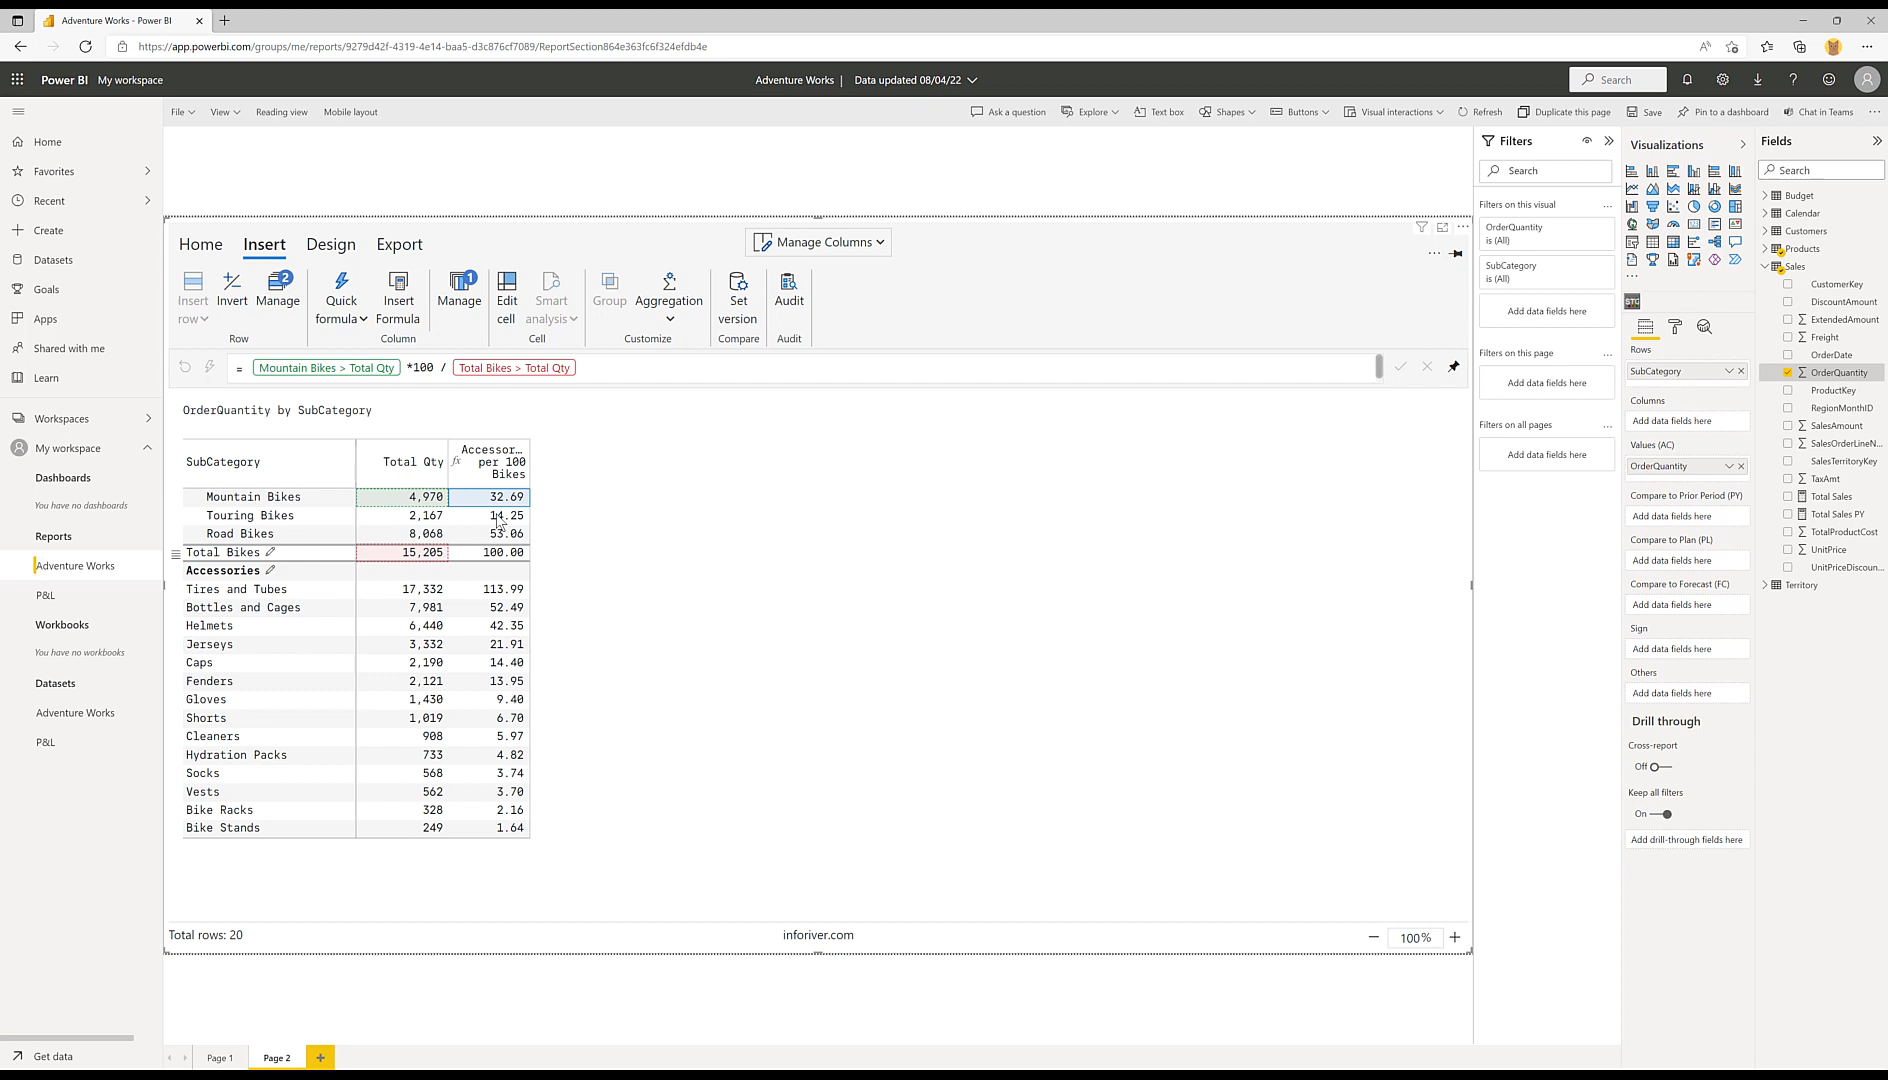 Adventure Works - Power BI
https://app.powerbi.com/groups/me/reports/9279d42f-4319-4e14-baa5-d3c876cf7089/ReportSection864e363fc6f324efdb4e
Power BI My workspace
Adventure Works | Data updated 08/04/22
Search
File View Reading view Mobile layout
Ask a question Explore Text box Shapes Buttons Visual interactions Refresh Duplicate this page Save Pin to a dashboard Chat in Teams
Home
Favorites
Recent
Create
Datasets
Goals
Apps
Shared with me
Learn
Workspaces
My workspace
Dashboards
You have no dashboards
Reports
Adventure Works
P&L
Workbooks
You have no workbooks
Datasets
Adventure Works
P&L
Get data
Home Insert Design Export
Manage Columns
Insert row
Invert
2
Manage
Row
Quick formula
Insert Formula
Column
1
Manage
Edit cell
Smart analysis
Cell
Group
Aggregation
Customize
Set version
Compare
Audit
Audit
= Mountain Bikes > Total Qty *100 / Total Bikes > Total Qty
OrderQuantity by SubCategory
SubCategory Total Qty fx Accessor... per 100 Bikes
Mountain Bikes 4,970 32.69
Touring Bikes 2,167 14.25
Road Bikes 8,068 53.06
Total Bikes 15,205 100.00
Accessories
Tires and Tubes 17,332 113.99
Bottles and Cages 7,981 52.49
Helmets 6,440 42.35
Jerseys 3,332 21.91
Caps 2,190 14.40
Fenders 2,121 13.95
Gloves 1,430 9.40
Shorts 1,019 6.70
Cleaners 908 5.97
Hydration Packs 733 4.82
Socks 568 3.74
Vests 562 3.70
Bike Racks 328 2.16
Bike Stands 249 1.64
Total rows: 20
inforiver.com
100%
Page 1 Page 2
Filters
Search
Filters on this visual
OrderQuantity
is (All)
SubCategory
is (All)
Add data fields here
Filters on this page
Add data fields here
Filters on all pages
Add data fields here
Visualizations
Rows
SubCategory
Columns
Add data fields here
Values (AC)
OrderQuantity
Compare to Prior Period (PY)
Add data fields here
Compare to Plan (PL)
Add data fields here
Compare to Forecast (FC)
Add data fields here
Sign
Add data fields here
Others
Add data fields here
Drill through
Cross-report
Off
Keep all filters
On
Add drill-through fields here
Fields
Search
Budget
Calendar
Customers
Products
Sales
CustomerKey
DiscountAmount
ExtendedAmount
Freight
OrderDate
OrderQuantity
ProductKey
RegionMonthID
SalesAmount
SalesOrderLineN...
SalesTerritoryKey
TaxAmt
Total Sales
Total Sales PY
TotalProductCost
UnitPrice
UnitPriceDiscoun...
Territory